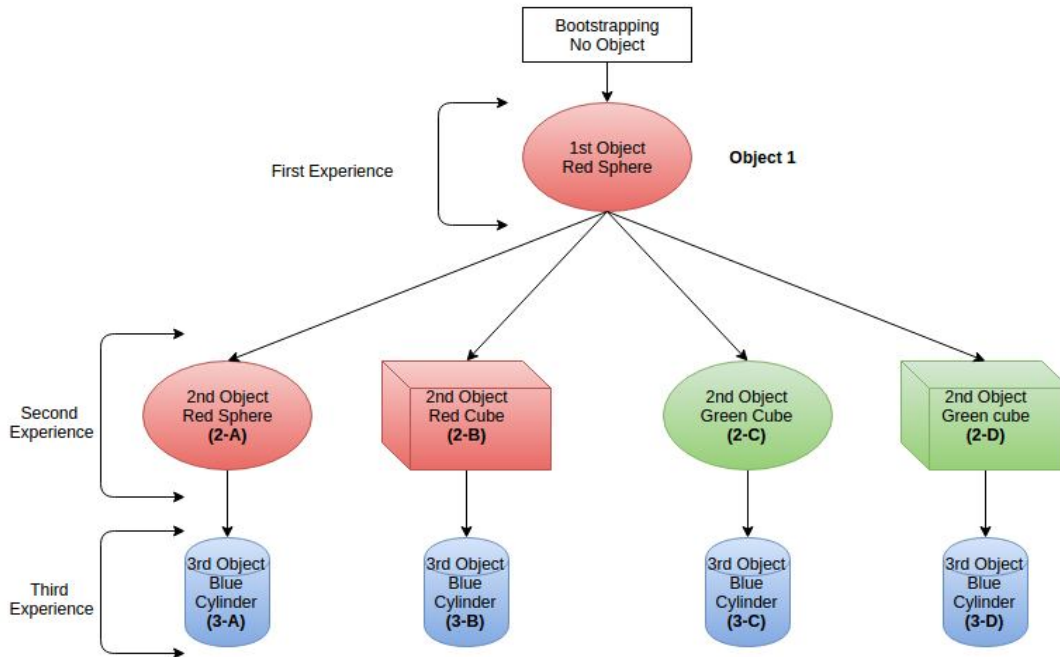 Bootstrapping
No Object
1st Object
Red Sphere
Object 1
First Experience
Second
Experience
2nd Object
Red Sphere
(2-A)
2nd Object
Red Cube
(2-B)
2nd Object
Green Cube
(2-C)
2nd Object
Green cube
(2-D)
Third
Experience
3rd Object
Blue
Cylinder
(3-A)
3rd Object
Blue
Cylinder
(3-B)
3rd Object
Blue
Cylinder
(3-C)
3rd Object
Blue
Cylinder
(3-D)